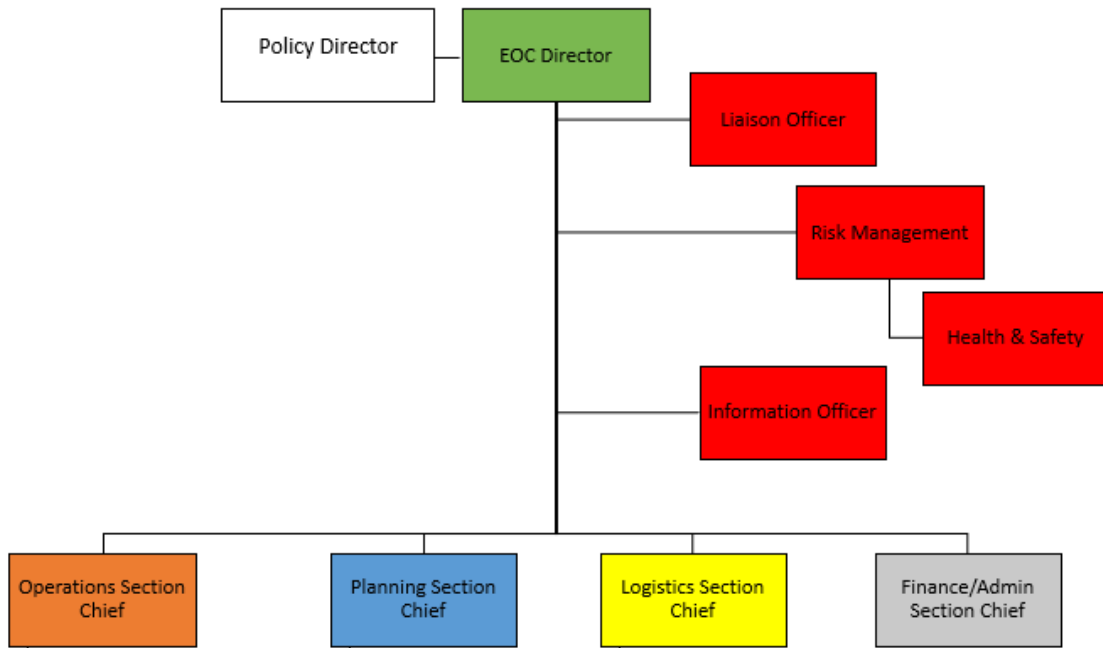 Policy Director
EOC Director
Liaison Officer
Risk Management
Health & Safety
Information Officer
Operations Section
Chief
Planning Section
Chief
Logistics Section
Chief
Finance/Admin
Section Chief